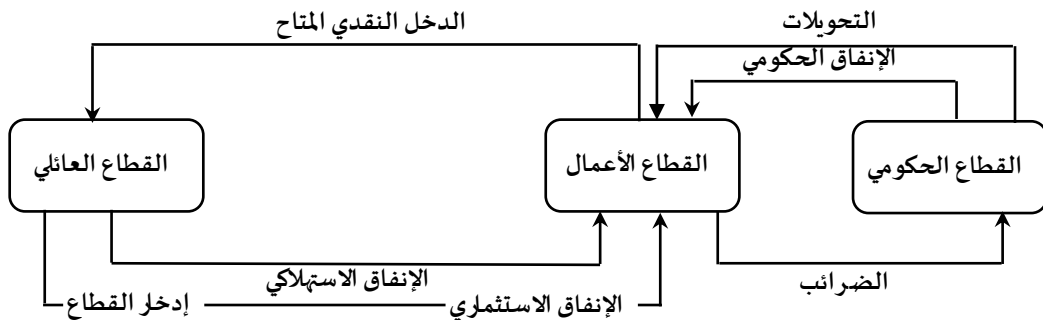 التحويلات
الدخل النقدي المتاح
الإنفاق الحكومي
القطاع الحكومي
القطاع الأعمال
القطاع العائلي
الإنفاق الاستهلاكي
الضرائب
الإنفاق الاستثماري
إدخار القطاع